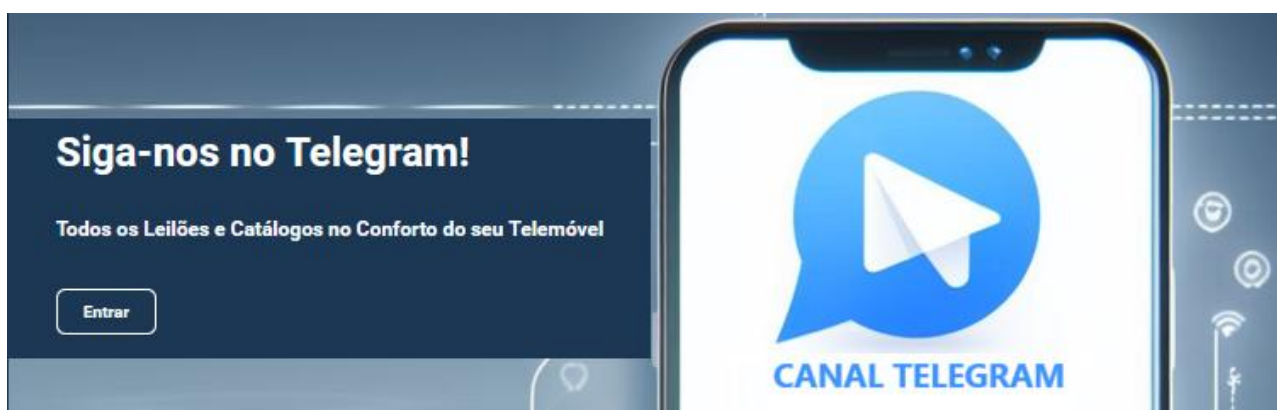 Siga-nos no Telegram!
Todos os Leilões e Catálogos no Conforto do seu Telemóvel
Entrar
CANAL TELEGRAM